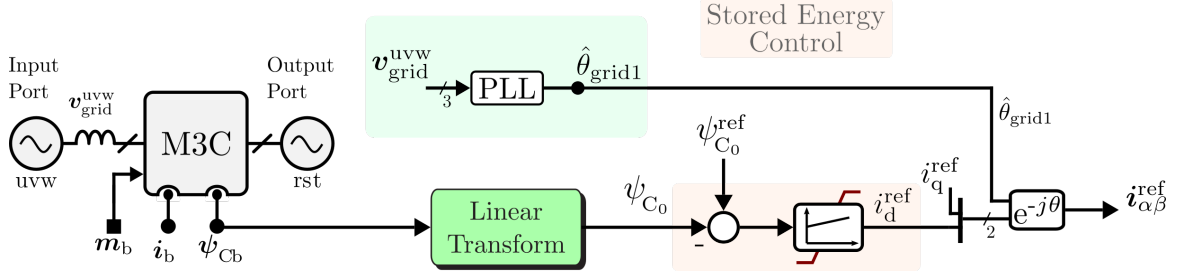 Stored Energy
Control
Input
Port
Output
Port
v_grid^uvw
M3C
uvw
rst
m_b
i_b
ψ_Cb
v_grid^uvw
3
PLL
θ̂_grid1
θ̂_grid1
Linear
Transform
ψ_C₀
ψ_C₀^ref
-
i_d^ref
i_q^ref
2
e^-jθ
i_αβ^ref